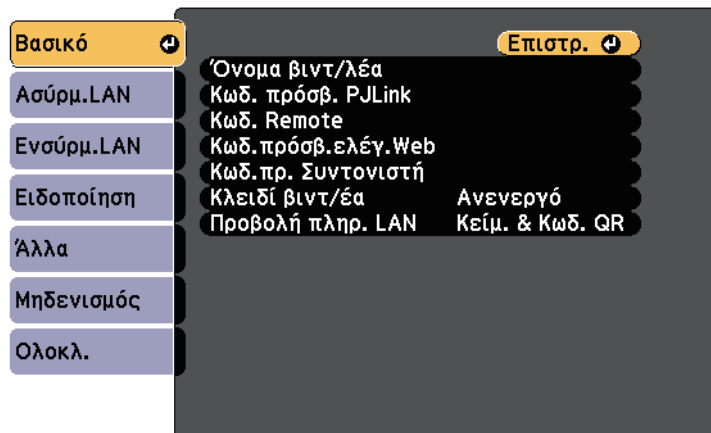 Βασικό
Ασύρμ.LAN
Ενσύρμ.LAN
Ειδοποίηση
Άλλα
Μηδενισμός
Ολοκλ.
Επιστρ.
Όνομα βιντ/λέα
Κωδ. πρόσβ. PJLink
Κωδ. Remote
Κωδ.πρόσβ.ελέγ.Web
Κωδ.πρ. Συντονιστή
Κλειδί βιντ/έα Ανενεργό
Προβολή πληρ. LAN Κείμ. & Κωδ. QR